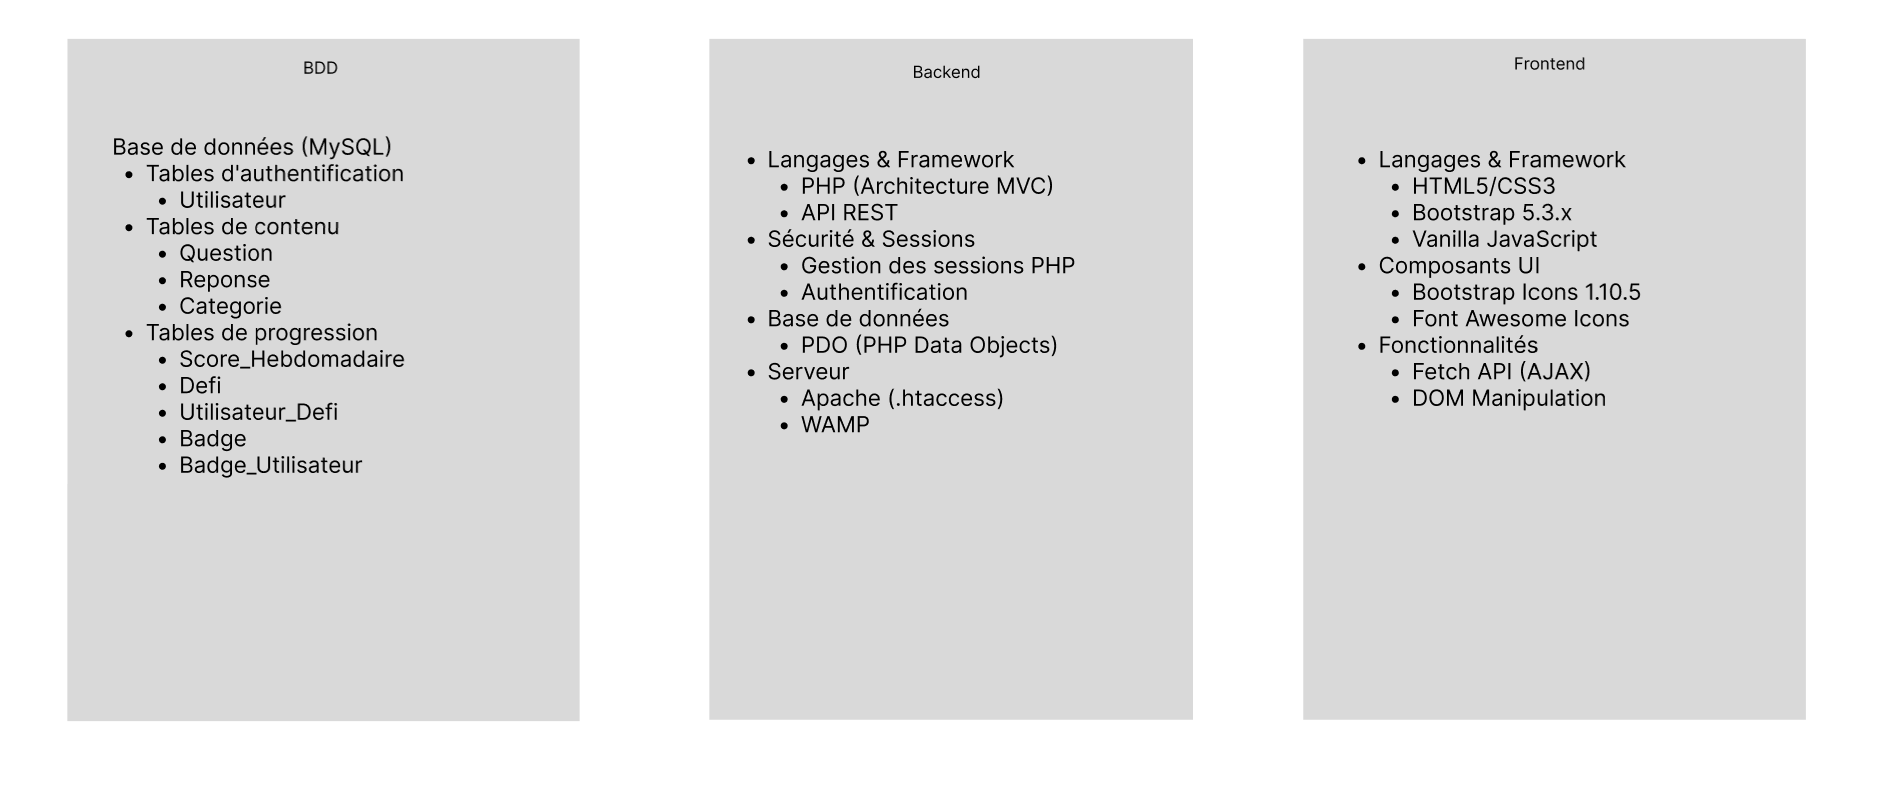 BDD
Base de données (MySQL)
• Tables d'authentification
• Utilisateur
• Tables de contenu
• Question
• Reponse
• Categorie
• Tables de progression
• Score_Hebdomadaire
• Defi
• Utilisateur_Defi
• Badge
• Badge_Utilisateur
Backend
• Langages & Framework
• PHP (Architecture MVC)
• API REST
• Sécurité & Sessions
• Gestion des sessions PHP
• Authentification
• Base de données
• PDO (PHP Data Objects)
• Serveur
• Apache (.htaccess)
• WAMP
Frontend
• Langages & Framework
• HTML5/CSS3
• Bootstrap 5.3.x
• Vanilla JavaScript
• Composants UI
• Bootstrap Icons 1.10.5
• Font Awesome Icons
• Fonctionnalités
• Fetch API (AJAX)
• DOM Manipulation